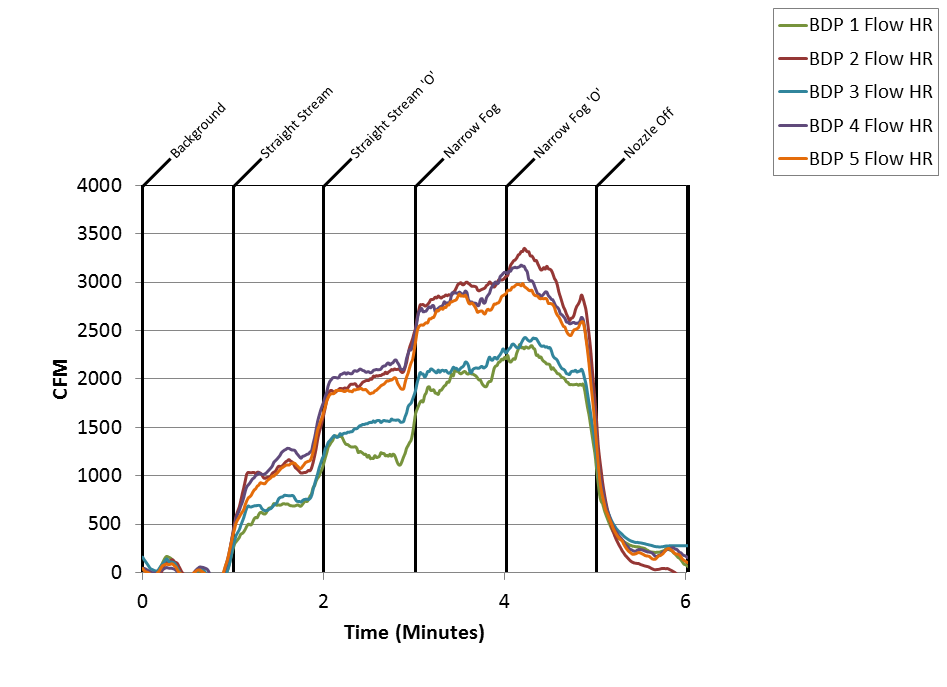 BDP 1 Flow HR
BDP 2 Flow HR
BDP 3 Flow HR
BDP 4 Flow HR
BDP 5 Flow HR
Background
Straight Stream
Straight Stream 'O'
Narrow Fog
Narrow Fog 'O'
Nozzle Off
4000
3500
3000
2500
2000
1500
1000
500
0
CFM
0 2 4 6
Time (Minutes)